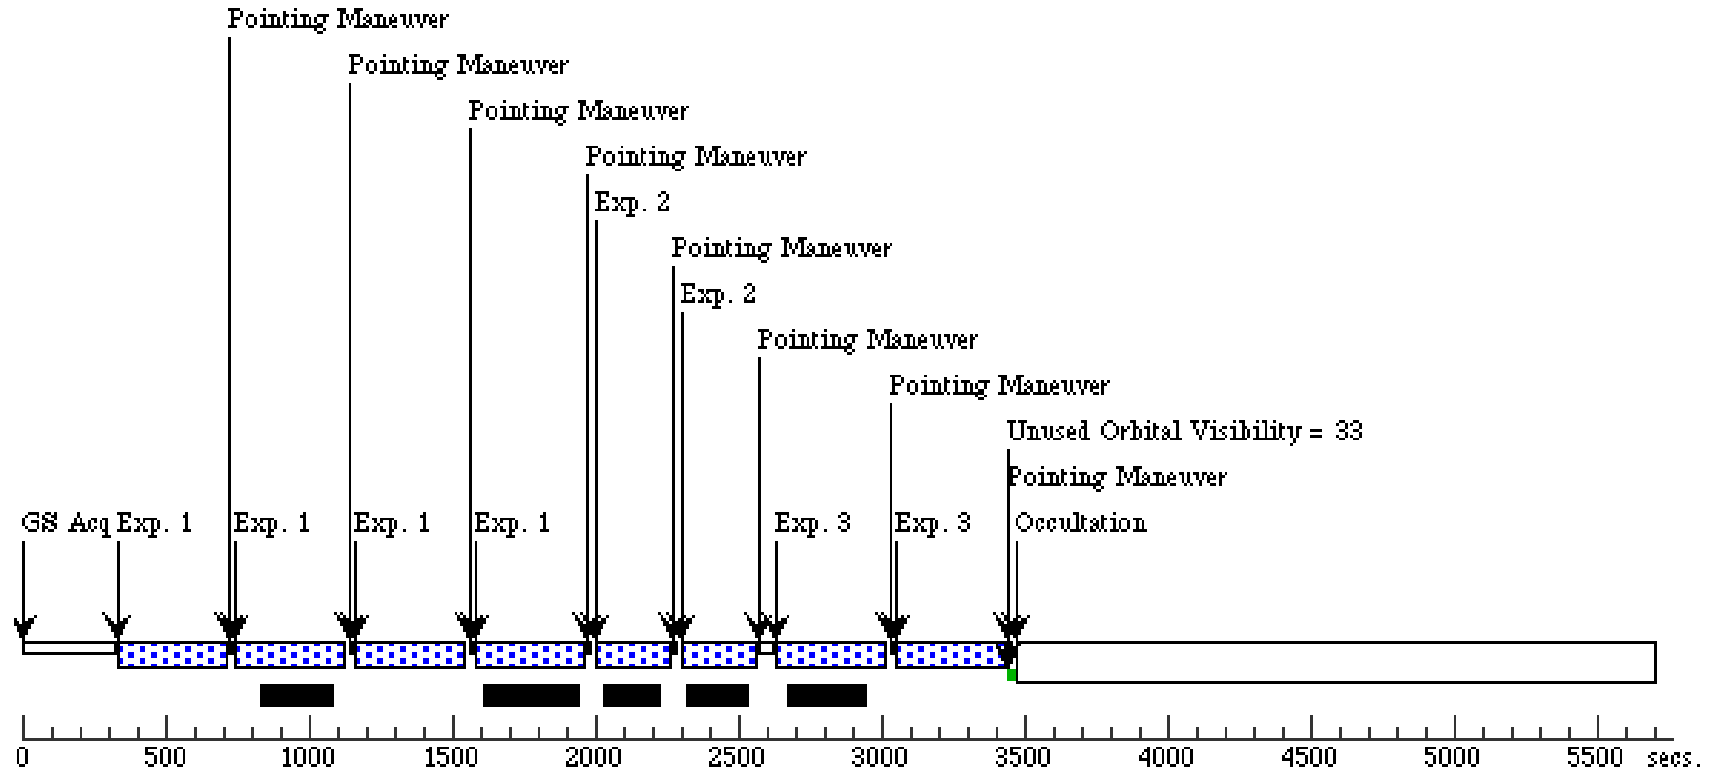 Pointing Maneuver
Pointing Maneuver
Pointing Maneuver
Pointing Maneuver
Exp. 2
Pointing Maneuver
Exp. 2
Pointing Maneuver
Pointing Maneuver
Unused Orbital Visibility = 33
Pointing Maneuver
GS Acq Exp. 1 Exp. 1 Exp. 1 Exp. 1 Exp. 3 Exp. 3 Occultation
0 500 1000 1500 2000 2500 3000 3500 4000 4500 5000 5500 secs.